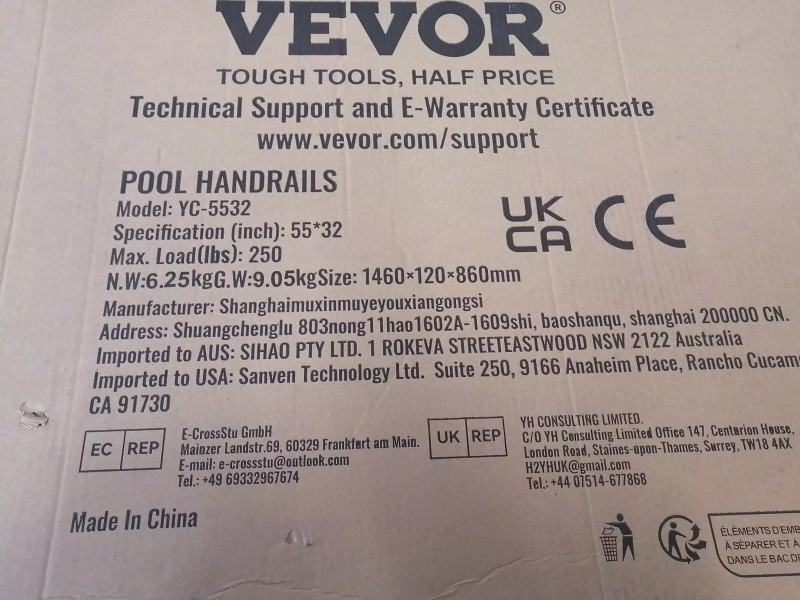 VEVOR®
TOUGH TOOLS, HALF PRICE
Technical Support and E-Warranty Certificate
www.vevor.com/support
POOL HANDRAILS
Model: YC-5532
Specification (inch): 55*32
Max. Load(lbs): 250
N.W:6.25kgG.W:9.05kgSize: 1460×120×860mm
UK
CA CE
Manufacturer: Shanghaimuxinmuyeyouxiangongsi
Address: Shuangchenglu 803nong11hao1602A-1609shi, baoshanqu, shanghai 200000 CN.
Imported to AUS: SIHAO PTY LTD. 1 ROKEVA STREETEASTWOOD NSW 2122 Australia
Imported to USA: Sanven Technology Ltd. Suite 250, 9166 Anaheim Place, Rancho Cucam
CA 91730
EC REP
E-CrossStu GmbH
Mainzer Landstr.69, 60329 Frankfurt am Main.
E-mail: e-crosstu@outlook.com
Tel.: +49 69332967674
UK REP
YH CONSULTING LIMITED.
C/O YH Consulting Limited Office 147, Centurion House,
London Road, Staines-upon-Thames, Surrey, TW18 4AX
H2YHUK@gmail.com
Tel.: +44 07514-677868
Made In China
ÉLÉMENTS D'EMB
À SÉPARER ET À
DANS LE BAC DE